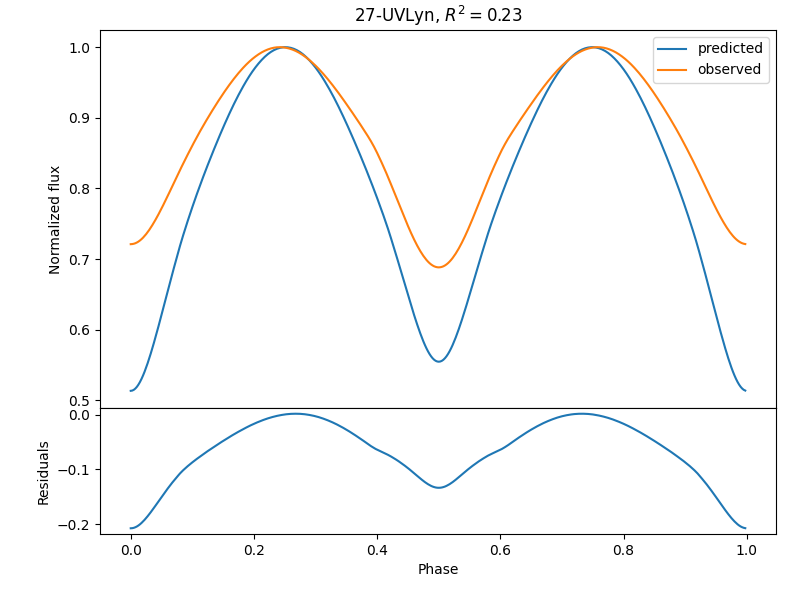 27-UVLyn, R² = 0.23
predicted
observed
Normalized flux
1.0
0.9
0.8
0.7
0.6
0.5
Residuals
0.0
−0.1
−0.2
0.0 0.2 0.4 0.6 0.8 1.0
Phase